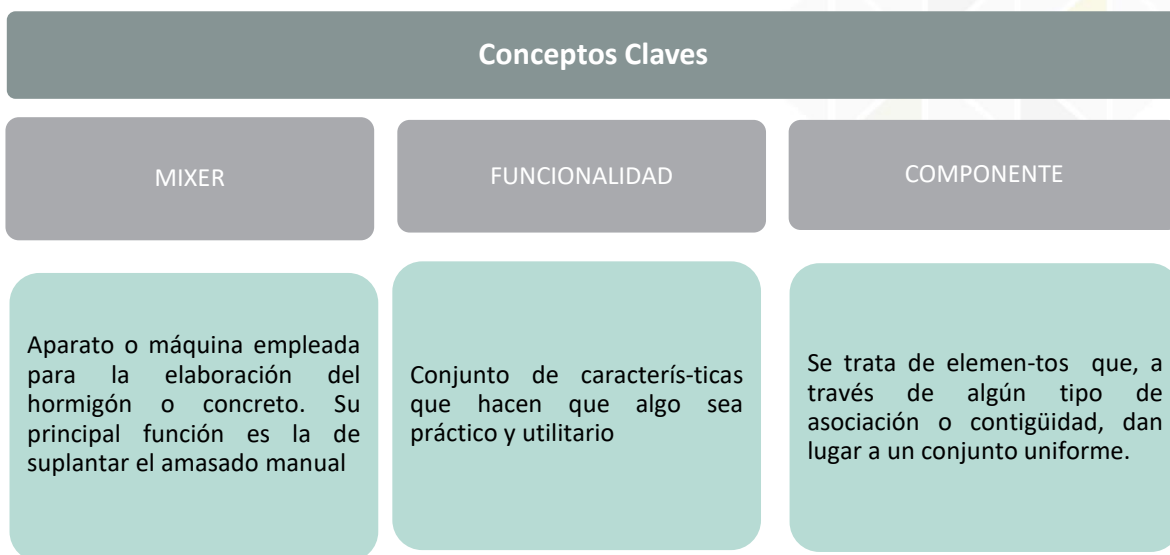 Conceptos Claves
MIXER
FUNCIONALIDAD
COMPONENTE
Aparato o máquina empleada
para la elaboración del
hormigón o concreto. Su
principal función es la de
suplantar el amasado manual
Conjunto de caracterís-ticas
que hacen que algo sea
práctico y utilitario
Se trata de elemen-tos que, a
través de algún tipo de
asociación o contigüidad, dan
lugar a un conjunto uniforme.